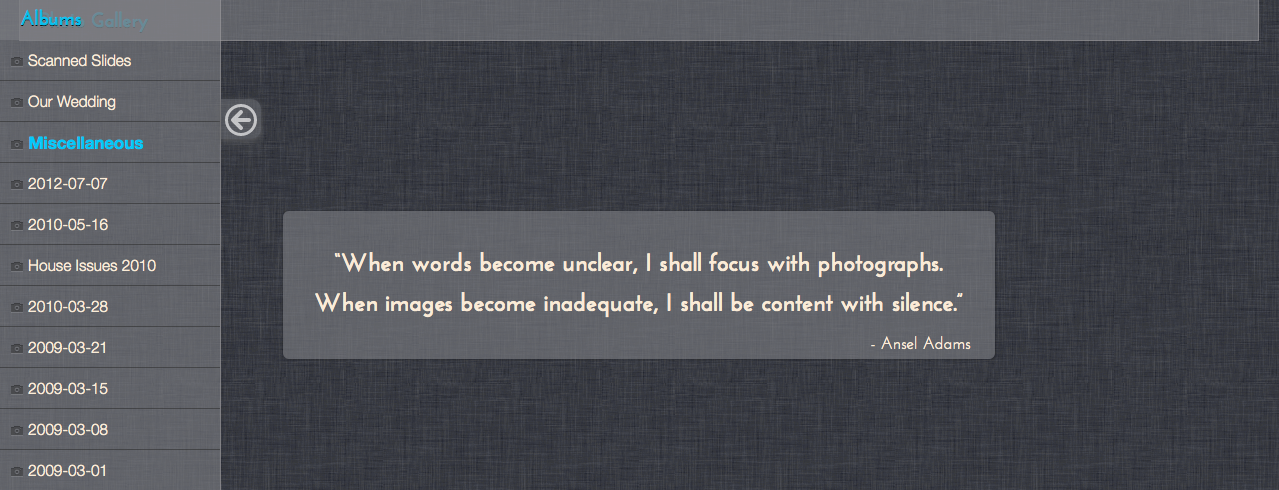 Albums Gallery
Scanned Slides
Our Wedding
Miscellaneous
2012-07-07
2010-05-16
House Issues 2010
2010-03-28
2009-03-21
2009-03-15
2009-03-08
2009-03-01
"When words become unclear, I shall focus with photographs.
When images become inadequate, I shall be content with silence."
- Ansel Adams